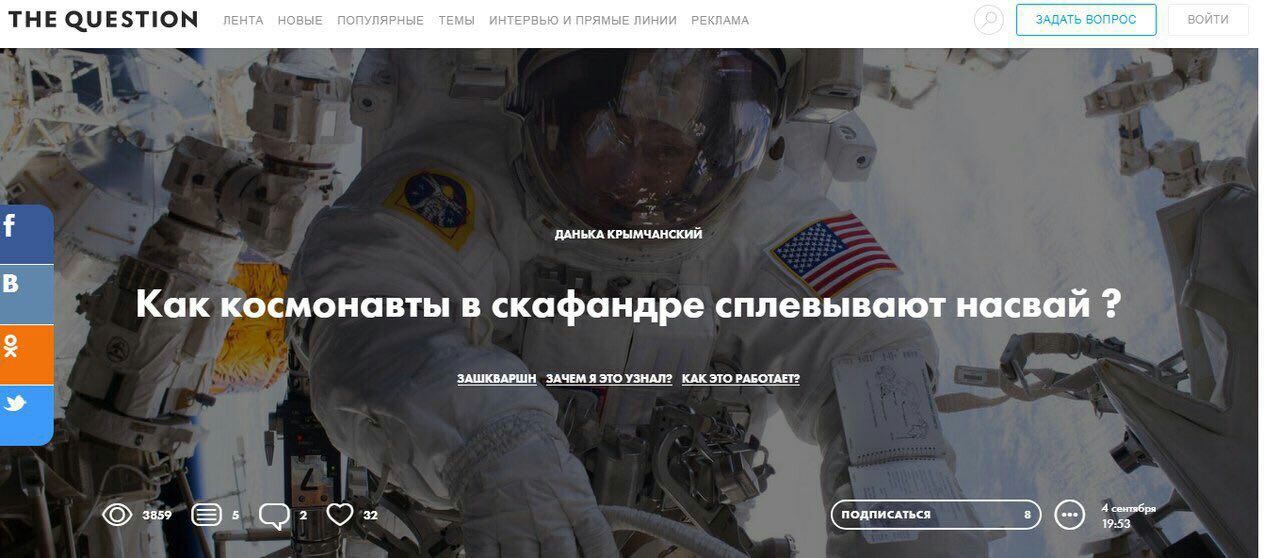 THE QUESTION ЛЕНТА НОВЫЕ ПОПУЛЯРНЫЕ ТЕМЫ ИНТЕРВЬЮ И ПРЯМЫЕ ЛИНИИ РЕКЛАМА ЗАДАТЬ ВОПРОС ВОЙТИ
ДАНЬКА КРЫМЧАНСКИЙ
Как космонавты в скафандре сплевывают насвай ?
ЗАШКВАРШН ЗАЧЕМ Я ЭТО УЗНАЛ? КАК ЭТО РАБОТАЕТ?
4
3859 5 2 32 ПОДПИСАТЬСЯ 8 4 сентября
19:53